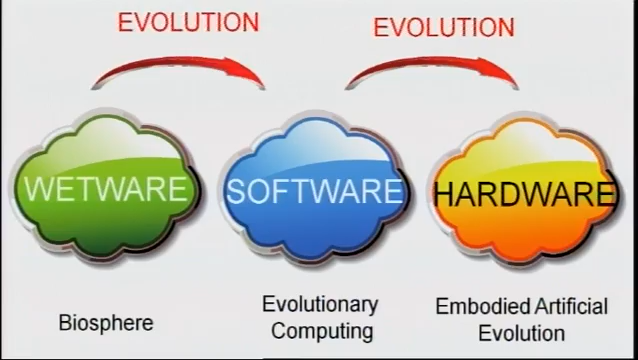 EVOLUTION
EVOLUTION
WETWARE
SOFTWARE
HARDWARE
Biosphere
Evolutionary
Computing
Embodied Artificial
Evolution